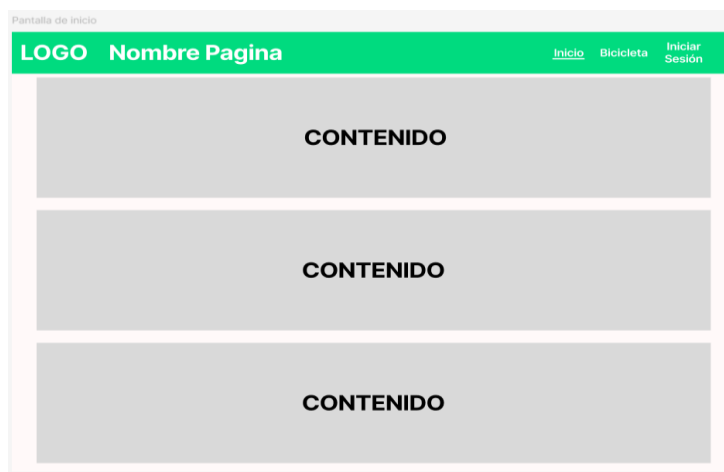 Pantalla de inicio
LOGO Nombre Pagina Inicio Bicicleta Iniciar
Sesión
CONTENIDO
CONTENIDO
CONTENIDO